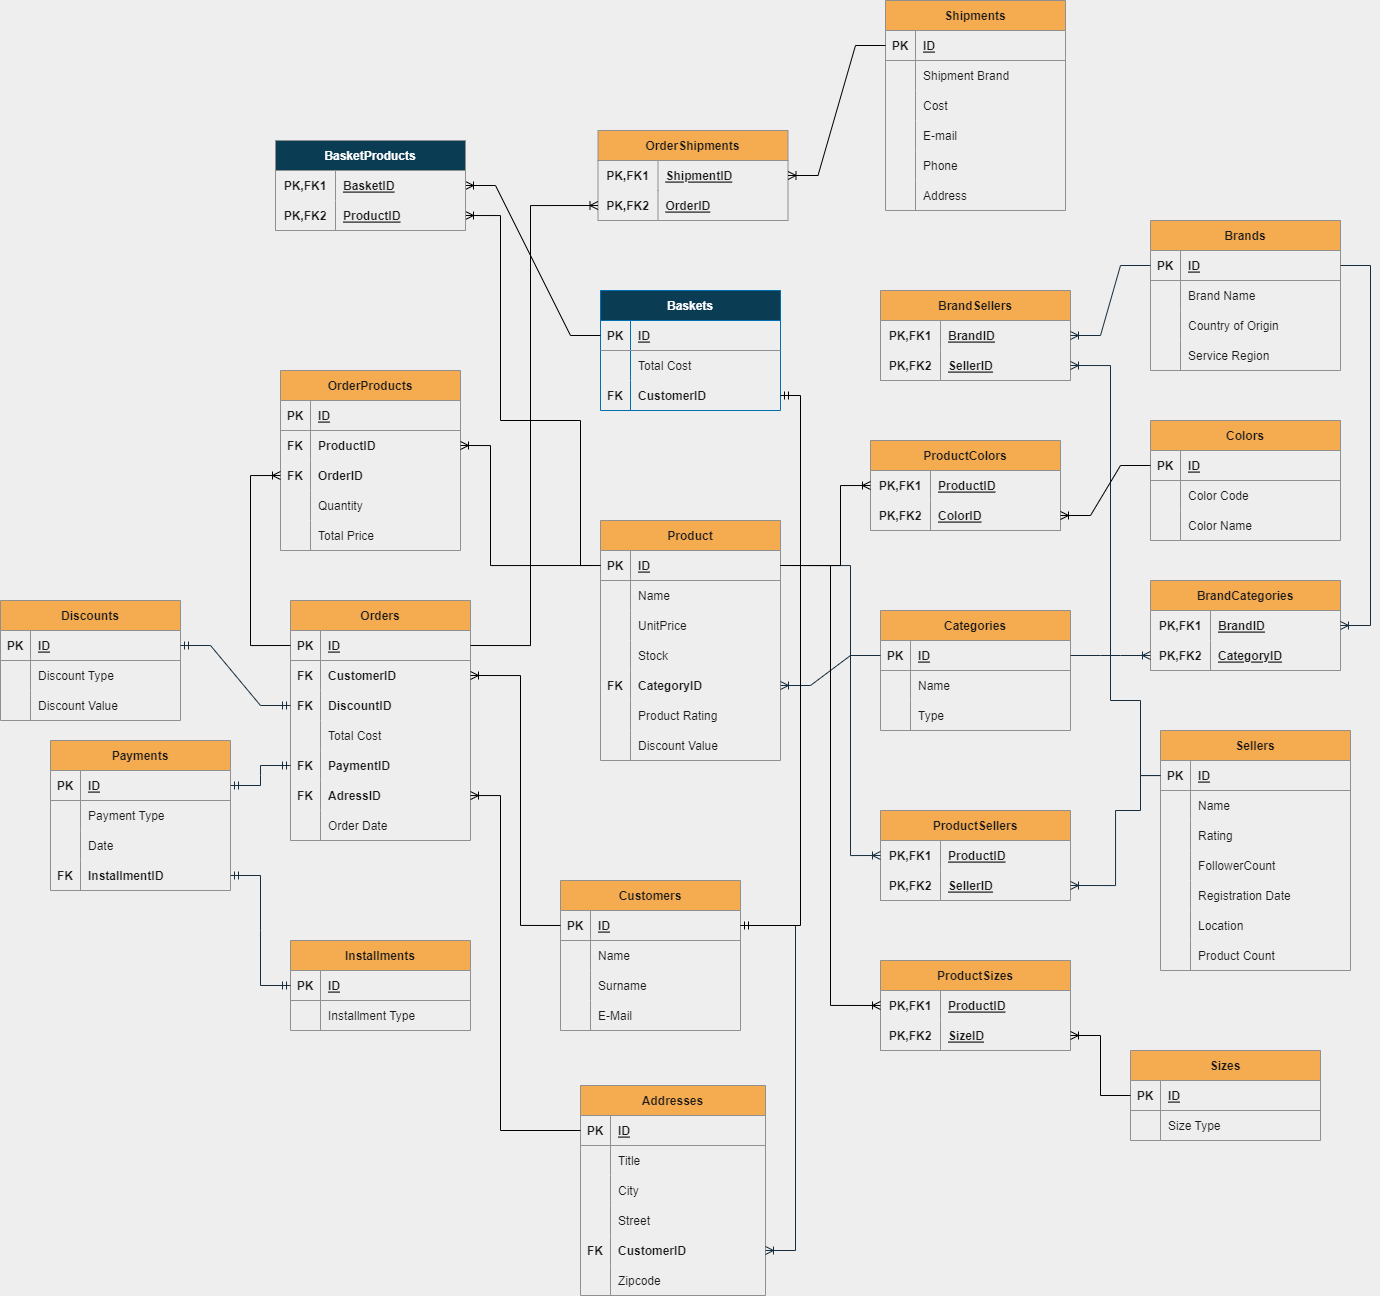 Shipments
PK ID
Shipment Brand
Cost
E-mail
Phone
Address
BasketProducts
PK,FK1 BasketID
PK,FK2 ProductID
OrderShipments
PK,FK1 ShipmentID
PK,FK2 OrderID
Brands
PK ID
Brand Name
Country of Origin
Service Region
Baskets
PK ID
Total Cost
FK CustomerID
BrandSellers
PK,FK1 BrandID
PK,FK2 SellerID
OrderProducts
PK ID
FK ProductID
FK OrderID
Quantity
Total Price
ProductColors
PK,FK1 ProductID
PK,FK2 ColorID
Colors
PK ID
Color Code
Color Name
Product
PK ID
Name
UnitPrice
Stock
FK CategoryID
Product Rating
Discount Value
BrandCategories
PK,FK1 BrandID
PK,FK2 CategoryID
Discounts
PK ID
Discount Type
Discount Value
Orders
PK ID
FK CustomerID
FK DiscountID
Total Cost
FK PaymentID
FK AdressID
Order Date
Categories
PK ID
Name
Type
Payments
PK ID
Payment Type
Date
FK InstallmentID
Sellers
PK ID
Name
Rating
FollowerCount
Registration Date
Location
Product Count
ProductSellers
PK,FK1 ProductID
PK,FK2 SellerID
Customers
PK ID
Name
Surname
E-Mail
Installments
PK ID
Installment Type
ProductSizes
PK,FK1 ProductID
PK,FK2 SizeID
Sizes
PK ID
Size Type
Addresses
PK ID
Title
City
Street
FK CustomerID
Zipcode